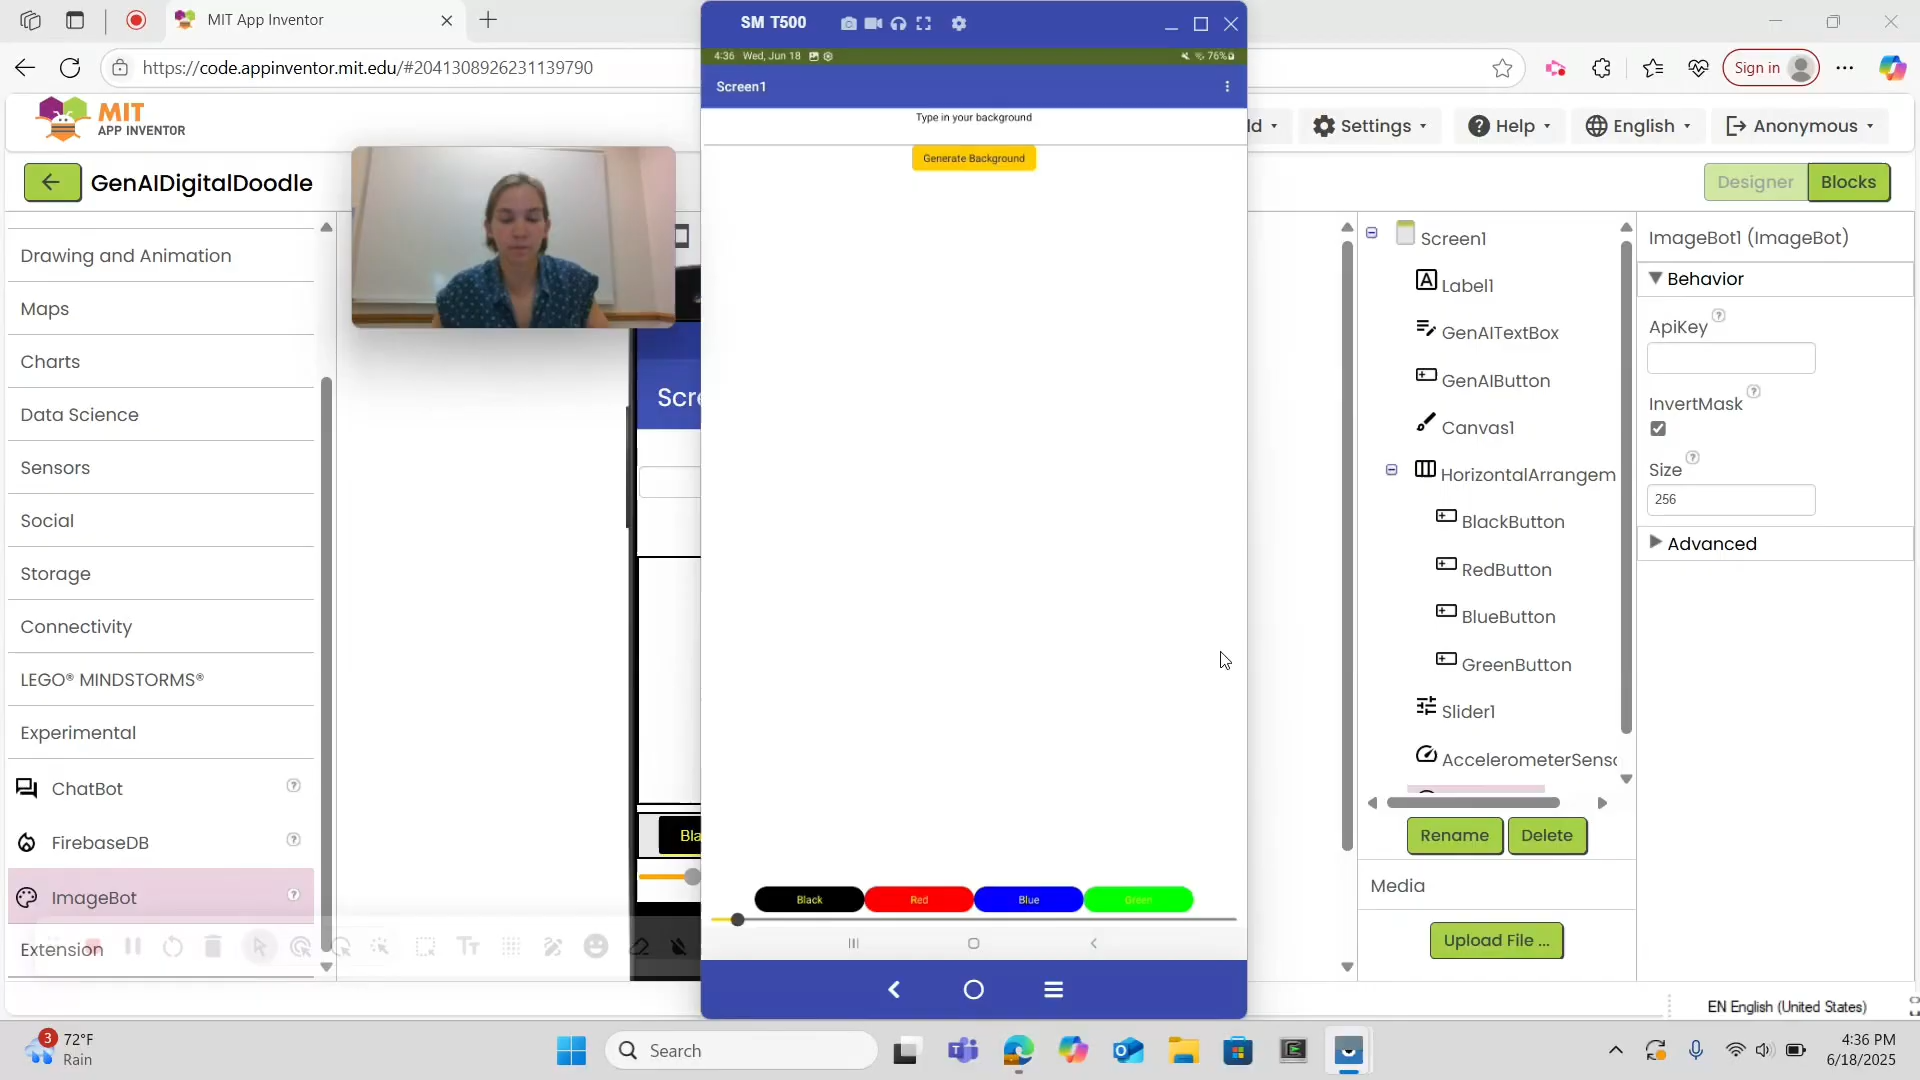 MIT App Inventor
https://code.appinventor.mit.edu/#2041308926231139790
Sign in
MIT
APP INVENTOR
Settings
Help
English
Anonymous
GenAIDigitalDoodle
Designer
Blocks
Drawing and Animation
Maps
Charts
Data Science
Sensors
Social
Storage
Connectivity
LEGO® MINDSTORMS®
Experimental
ChatBot
FirebaseDB
ImageBot
Extension
SM T500
4:36 Wed, Jun 18
76%
Screen1
Type in your background
Generate Background
Black
Red
Blue
Green
Screen1
Label1
GenAITextBox
GenAIButton
Canvas1
HorizontalArrangem
BlackButton
RedButton
BlueButton
GreenButton
Slider1
AccelerometerSenso
Rename
Delete
Media
Upload File ...
ImageBot1 (ImageBot)
Behavior
ApiKey
InvertMask
Size
256
Advanced
EN English (United States)
3
72°F
Rain
Search
4:36 PM
6/18/2025